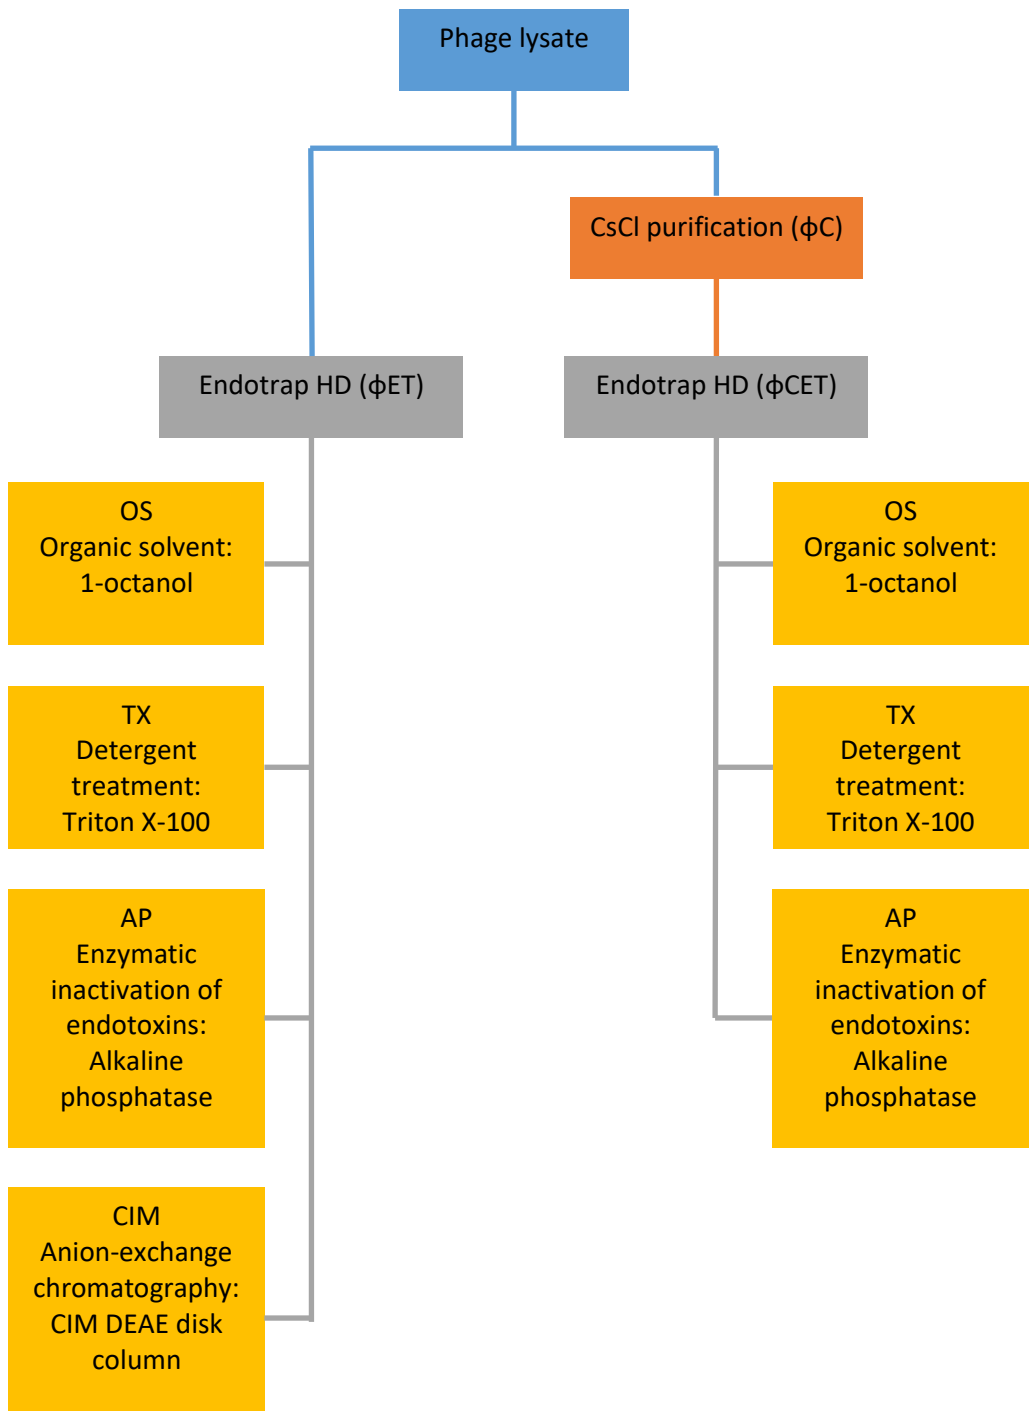 Phage lysate
CsCl purification (ϕC)
Endotrap HD (ϕET)
Endotrap HD (ϕCET)
OS
Organic solvent:
1-octanol
TX
Detergent
treatment:
Triton X-100
AP
Enzymatic
inactivation of
endotoxins:
Alkaline
phosphatase
CIM
Anion-exchange
chromatography:
CIM DEAE disk
column
OS
Organic solvent:
1-octanol
TX
Detergent
treatment:
Triton X-100
AP
Enzymatic
inactivation of
endotoxins:
Alkaline
phosphatase